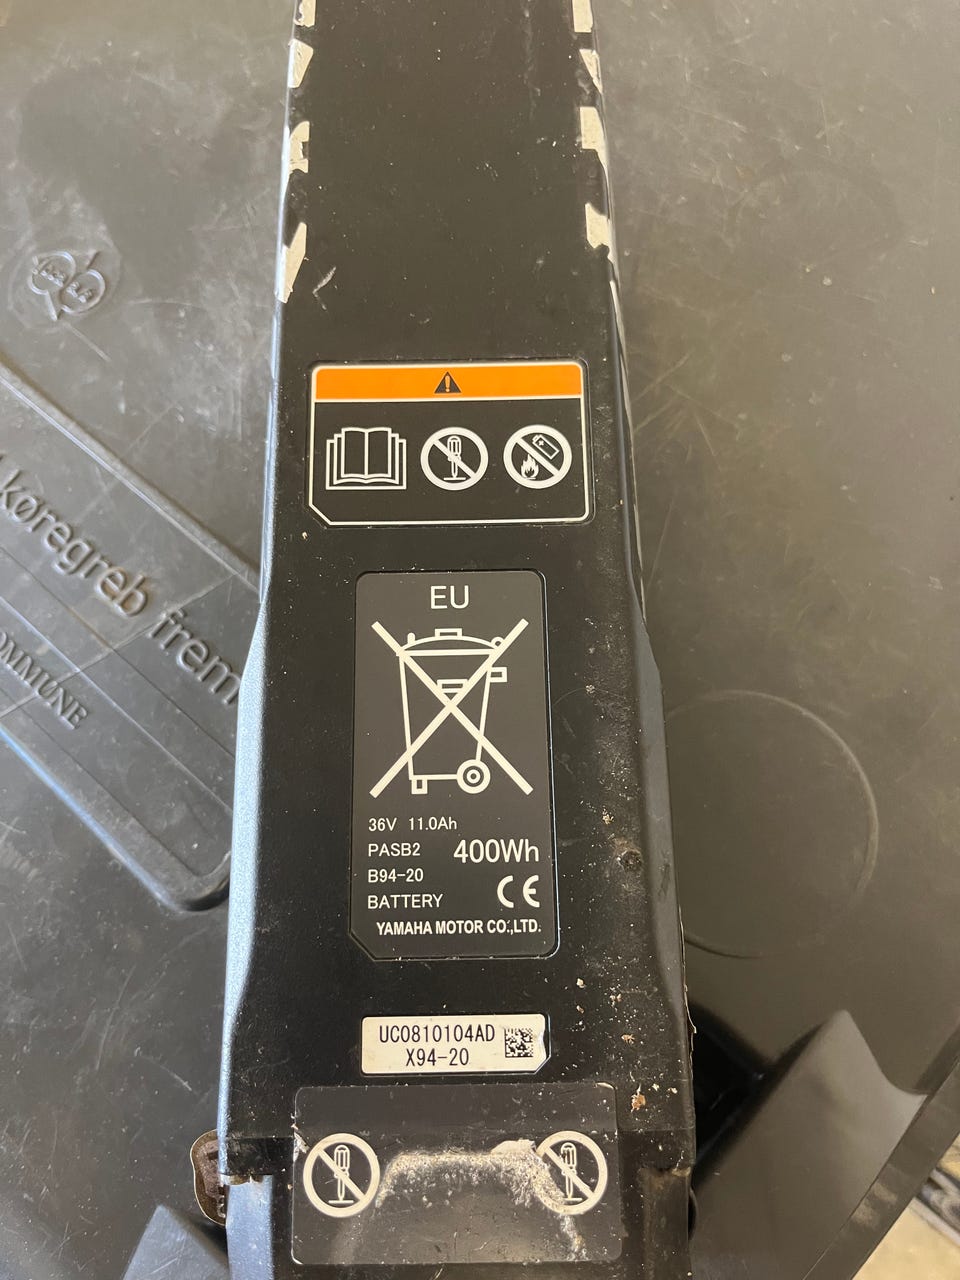 køregreb frem
OMMUNE
EU
36V 11.0Ah
PASB2
400Wh
B94-20
BATTERY
CE
YAMAHA MOTOR CO.,LTD.
UC0810104AD
X94-20